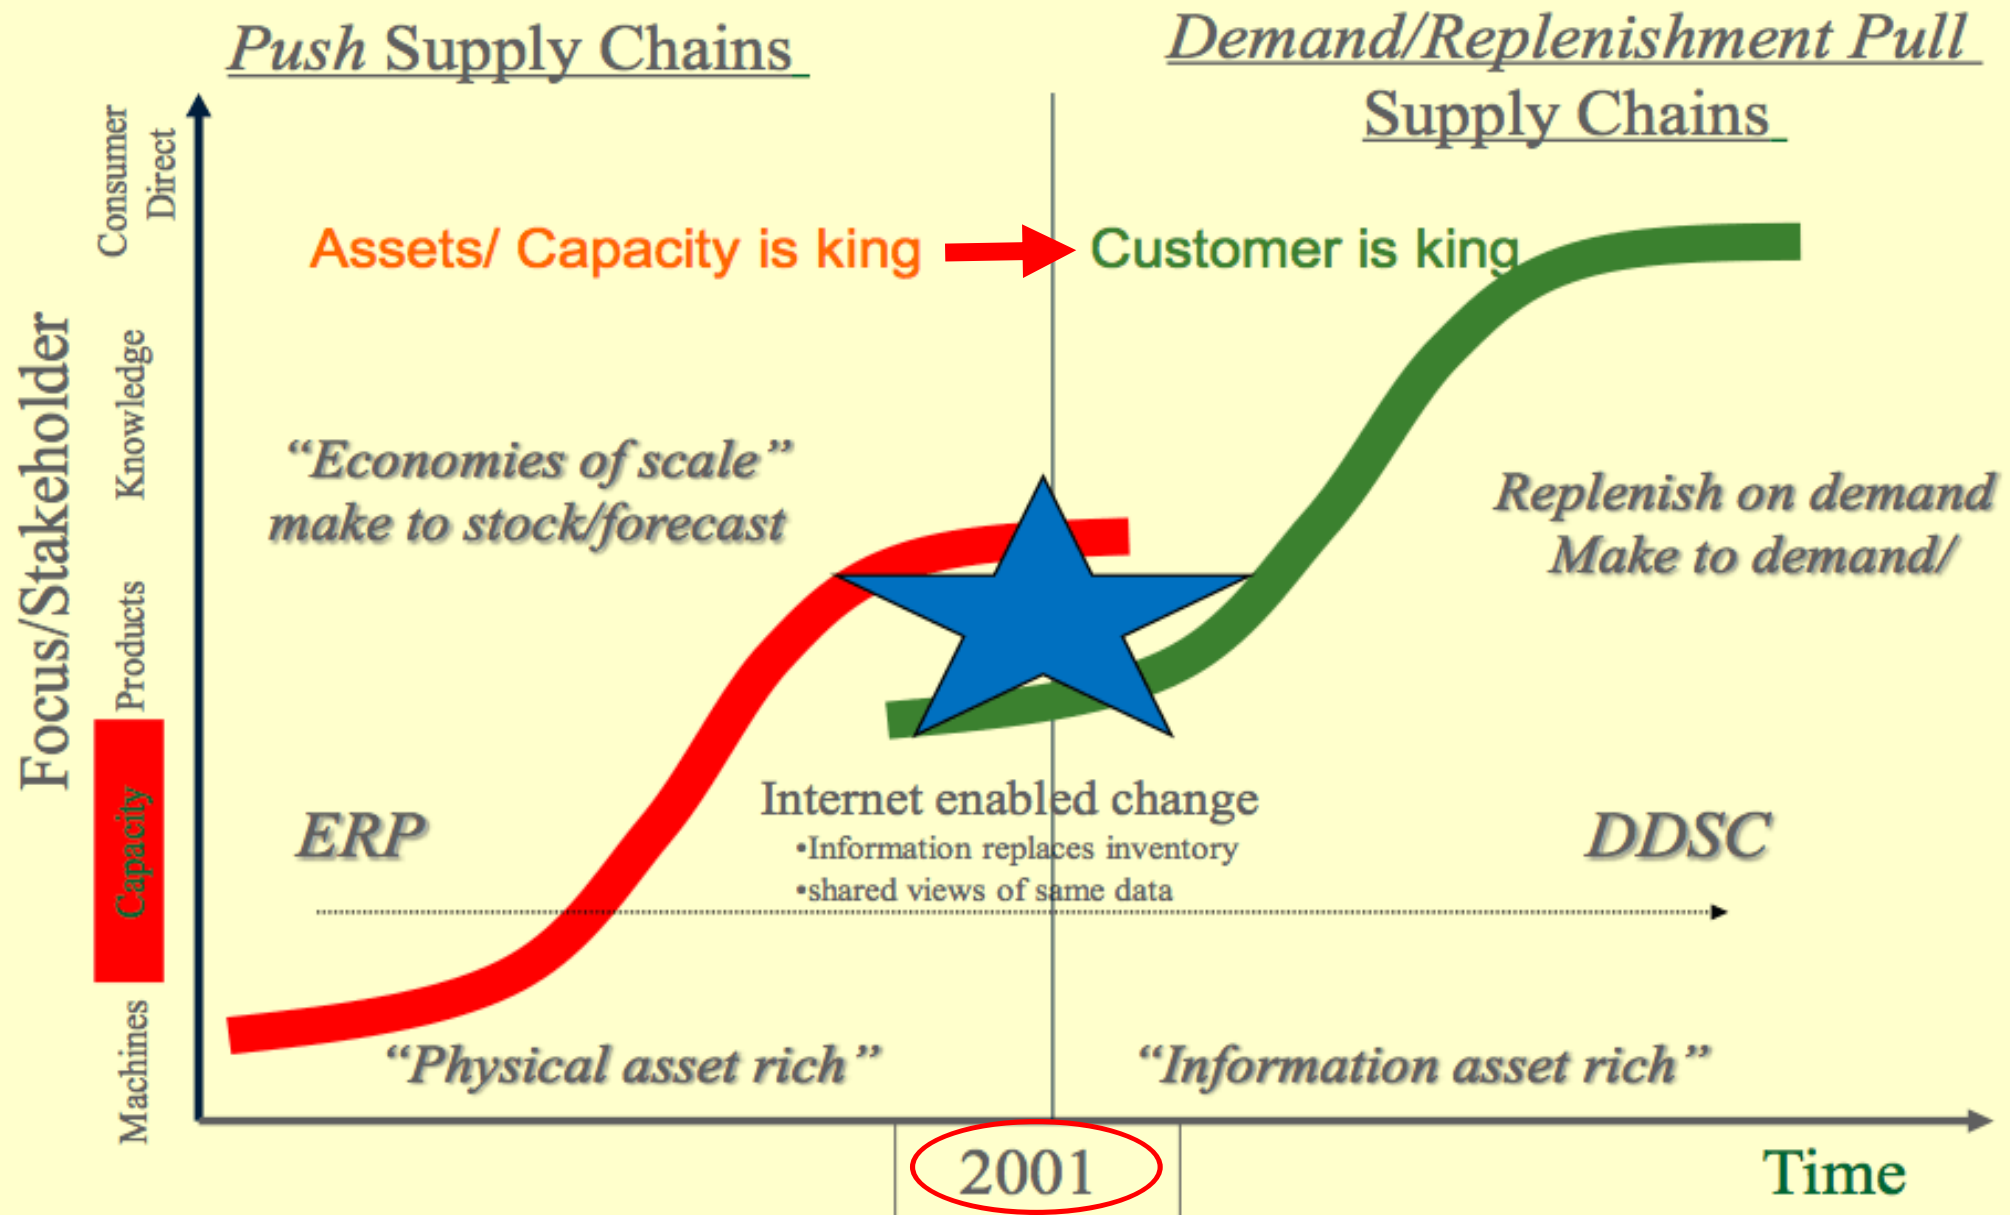 Push Supply Chains
Demand/Replenishment Pull
Supply Chains
Consumer
Direct
Assets/ Capacity is king
Customer is king
Focus/Stakeholder
Knowledge
“Economies of scale”
make to stock/forecast
Replenish on demand
Make to demand/
Products
Capacity
Machines
ERP
Internet enabled change
•Information replaces inventory
•shared views of same data
DDSC
“Physical asset rich”
“Information asset rich”
2001
Time